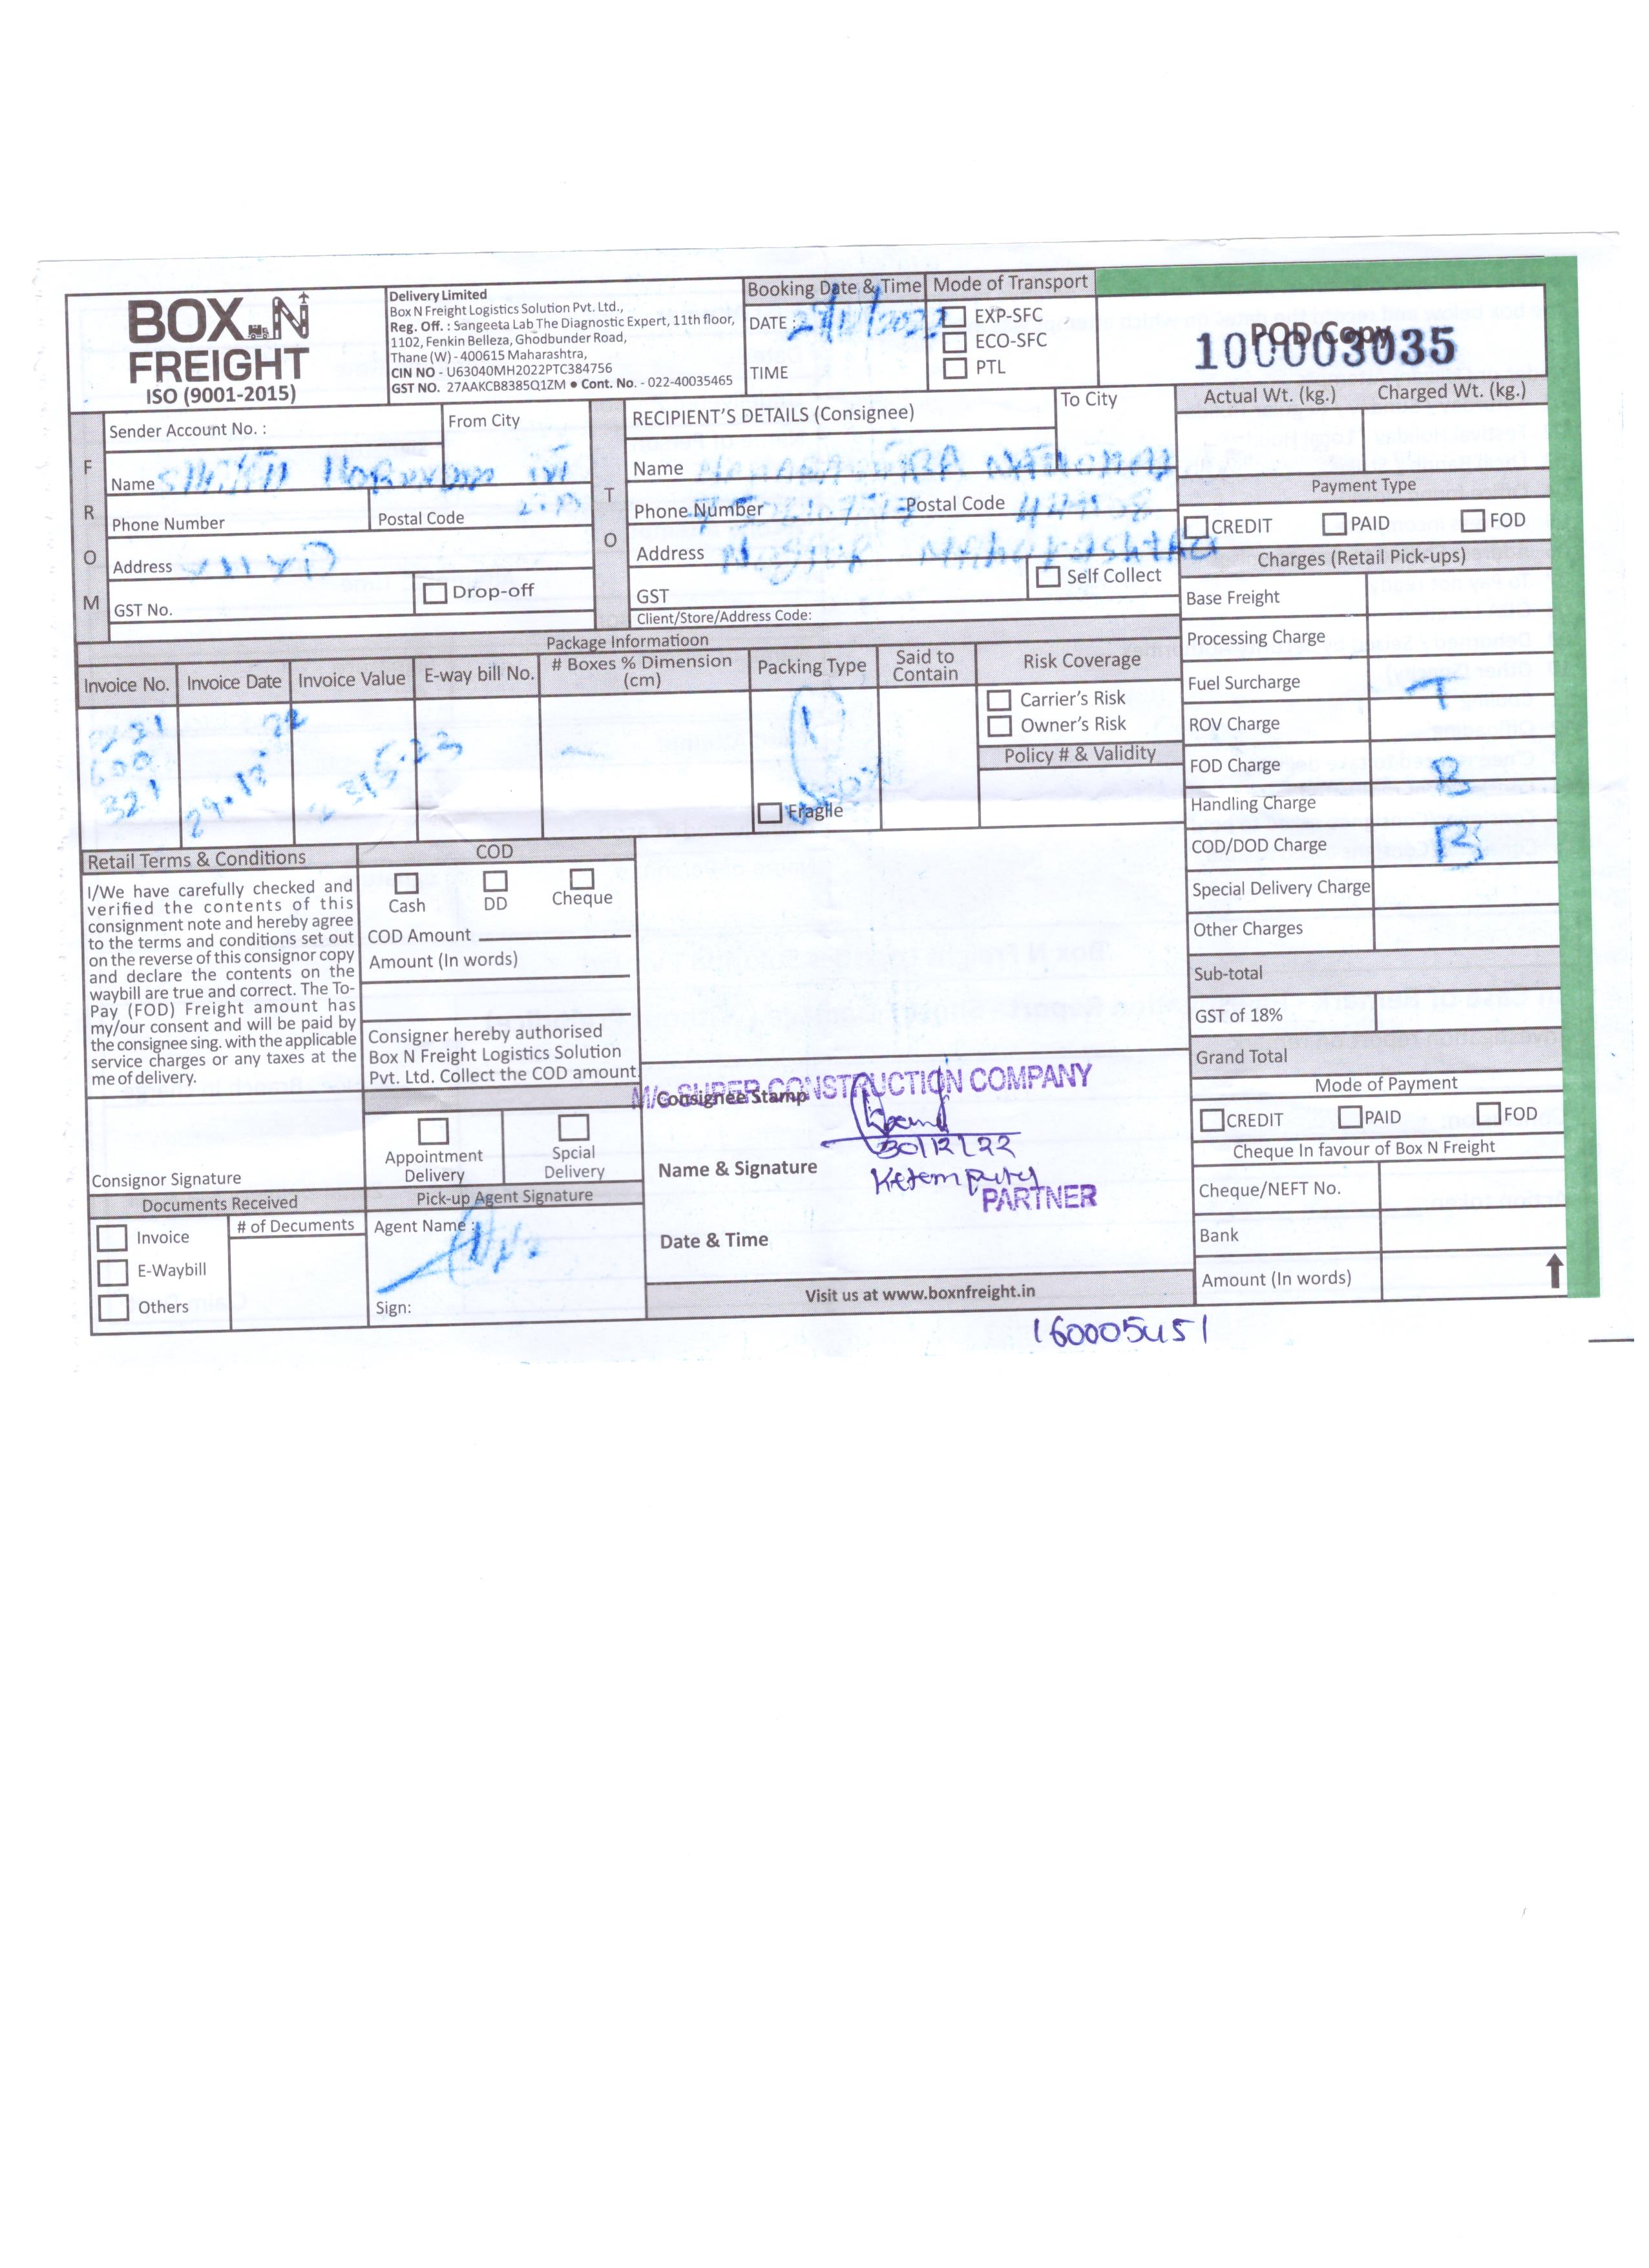 BOX N
FREIGHT
ISO (9001-2015)
Delivery Limited
Box N Freight Logistics Solution Pvt. Ltd.,
Reg. Off. : Sangeeta Lab The Diagnostic Expert, 11th floor,
1102, Fenkin Belleza, Ghodbunder Road,
Thane (W) - 400615 Maharashtra,
CIN NO - U63040MH2022PTC384756
GST NO. 27AAKCB8385Q1ZM ● Cont. No. - 022-40035465
Booking Date & Time
DATE :
TIME
Mode of Transport
EXP-SFC
ECO-SFC
PTL
POD Copy
100003035
FROM
Sender Account No. :
From City
Name
Phone Number
Postal Code
Address
GST No.
Drop-off
TO
RECIPIENT'S DETAILS (Consignee)
To City
Name MAHARASHTRA NATIONAL
Phone Number
Postal Code
Address Nagpur Maharashtra
GST
Self Collect
Client/Store/Address Code:
Actual Wt. (kg.)
Charged Wt. (kg.)
Payment Type
CREDIT
PAID
FOD
Charges (Retail Pick-ups)
Base Freight
Processing Charge
Fuel Surcharge T
ROV Charge
FOD Charge B
Handling Charge
COD/DOD Charge B
Special Delivery Charge
Other Charges
Sub-total
GST of 18%
Grand Total
Mode of Payment
CREDIT
PAID
FOD
Cheque In favour of Box N Freight
Cheque/NEFT No.
Bank
Amount (In words)
Package Informatioon
Invoice No.
Invoice Date
Invoice Value
E-way bill No.
# Boxes % Dimension
(cm)
Packing Type
Said to
Contain
Risk Coverage
600
321
29.12.22
315.23
1
Fragile
Carrier's Risk
Owner's Risk
Policy # & Validity
Retail Terms & Conditions
I/We have carefully checked and
verified the contents of this
consignment note and hereby agree
to the terms and conditions set out
on the reverse of this consignor copy
and declare the contents on the
waybill are true and correct. The To-
Pay (FOD) Freight amount has
my/our consent and will be paid by
the consignee sing. with the applicable
service charges or any taxes at the
me of delivery.
Consignor Signature
COD
Cash
DD
Cheque
COD Amount
Amount (In words)
Consigner hereby authorised
Box N Freight Logistics Solution
Pvt. Ltd. Collect the COD amount
Appointment
Delivery
Spcial
Delivery
Documents Received
Invoice
E-Waybill
Others
# of Documents
Pick-up Agent Signature
Agent Name :
Sign:
M/s SUPER CONSTRUCTION COMPANY
Consignee Stamp
30/12/22
Name & Signature
PARTNER
Date & Time
Visit us at www.boxnfreight.in
160005451